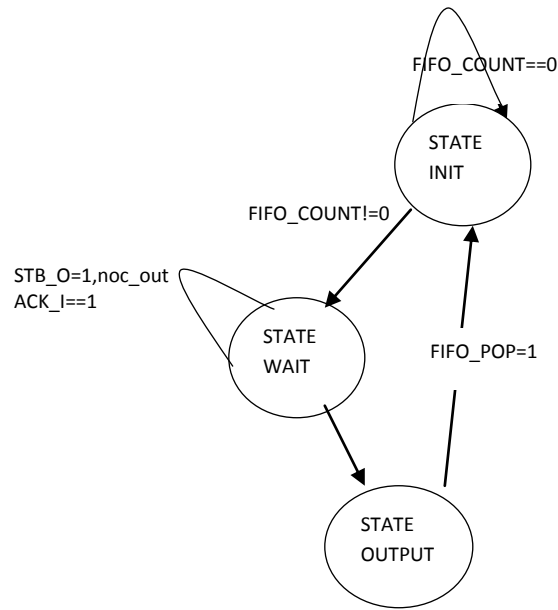 FIFO_COUNT==0
STATE
INIT
FIFO_COUNT!=0
STB_O=1,noc_out
ACK_I==1
STATE
WAIT
FIFO_POP=1
STATE
OUTPUT